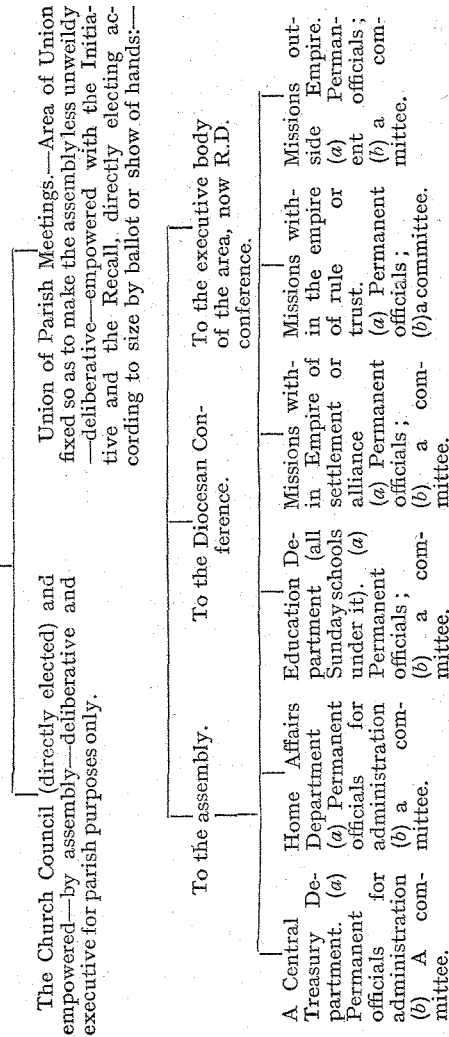 The Church Council (directly elected) and
empowered—by assembly—deliberative and
executive for parish purposes only.
Union of Parish Meetings.—Area of Union
fixed so as to make the assembly less unweildy
—deliberative—empowered with the Initia-
tive and the Recall, directly electing ac-
cording to size by ballot or show of hands:—
To the assembly.
To the Diocesan Con-
ference.
To the executive body
of the area, now R.D.
conference.
A Central
Treasury De-
partment. (a)
Permanent
officials for
administration
(b) A com-
mittee.
Home Affairs
Department
(a) Permanent
officials for
administration
(b) a com-
mittee.
Education De-
partment (all
Sunday schools
under it). (a)
Permanent
officials;
(b) a com-
mittee.
Missions with-
in Empire of
settlement or
alliance
(a) Permanent
officials;
(b) a com-
mittee.
Missions with-
in the empire
of rule or
trust.
(a) Permanent
officials;
(b) a committee.
Missions out-
side Empire.
(a) Perman-
ent officials;
(b) a com-
mittee.